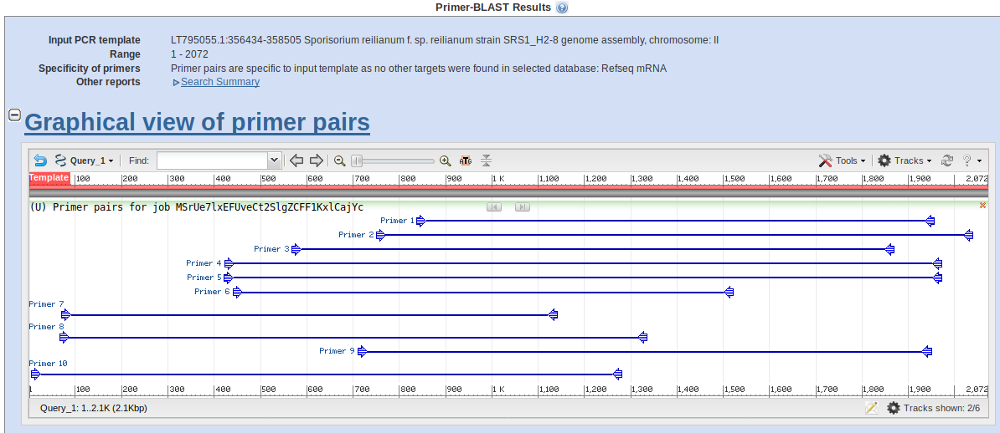 Primer-BLAST Results
Input PCR template LT795055.1:356434-358505 Sporisorium reilianum f. sp. reilianum strain SRS1_H2-8 genome assembly, chromosome: II
Range 1 - 2072
Specificity of primers Primer pairs are specific to input template as no other targets were found in selected database: Refseq mRNA
Other reports Search Summary
Graphical view of primer pairs
Query_1 Find: ATG Tools Tracks ?
Template 100 200 300 400 500 600 700 800 900 1 K 1,100 1,200 1,300 1,400 1,500 1,600 1,700 1,800 1,900 2,072
(U) Primer pairs for job MSrUe7lxEFUveCt2SlgZCFF1KxlCajYc
Primer 1
Primer 2
Primer 3
Primer 4
Primer 5
Primer 6
Primer 7
Primer 8
Primer 9
Primer 10
1 100 200 300 400 500 600 700 800 900 1 K 1,100 1,200 1,300 1,400 1,500 1,600 1,700 1,800 1,900 2,072
Query_1: 1..2.1K (2.1Kbp) Tracks shown: 2/6